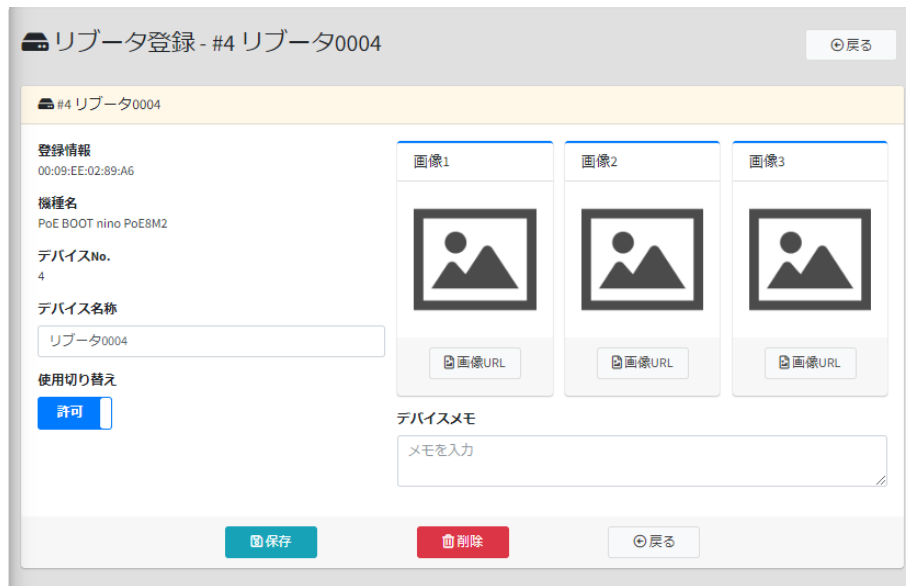 リブータ登録 - #4 リブータ0004
戻る
#4 リブータ0004
登録情報
00:09:EE:02:89:A6
機種名
PoE BOOT nino PoE8M2
デバイスNo.
4
デバイス名称
リブータ0004
使用切り替え
許可
画像1
画像2
画像3
画像URL
画像URL
画像URL
デバイスメモ
メモを入力
保存
削除
戻る